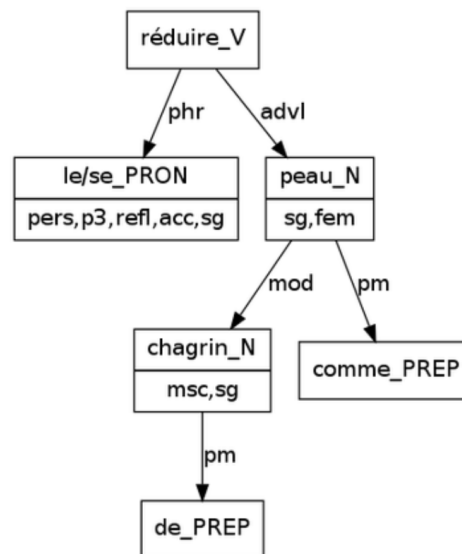 réduire_V
phr
advl
le/se_PRON
pers,p3,refl,acc,sg
peau_N
sg,fem
mod
pm
chagrin_N
msc,sg
comme_PREP
pm
de_PREP